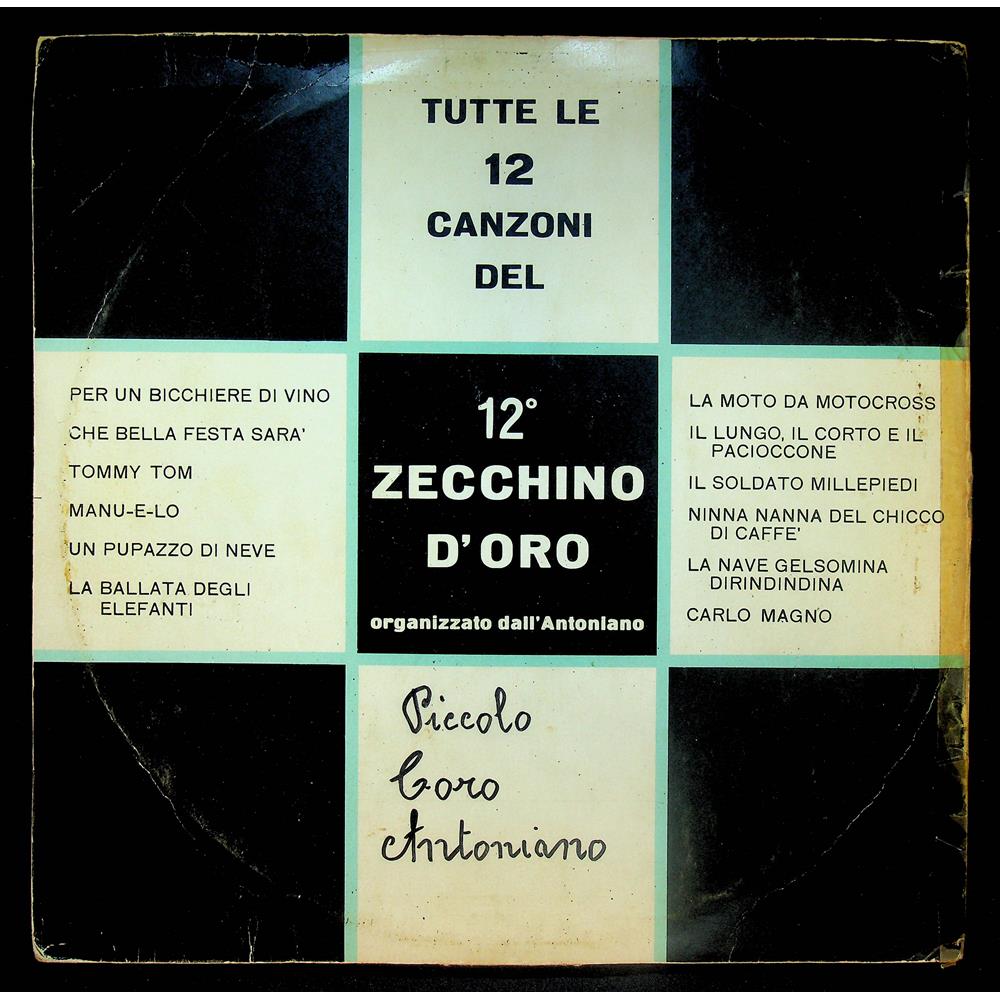 TUTTE LE
12
CANZONI
DEL
PER UN BICCHIERE DI VINO
CHE BELLA FESTA SARA'
TOMMY TOM
MANU-E-LO
UN PUPAZZO DI NEVE
LA BALLATA DEGLI
ELEFANTI
12°
ZECCHINO
D'ORO
organizzato dall'Antoniano
LA MOTO DA MOTOCROSS
IL LUNGO, IL CORTO E IL
PACIOCCONE
IL SOLDATO MILLEPIEDI
NINNA NANNA DEL CHICCO
DI CAFFE'
LA NAVE GELSOMINA
DIRINDINDINA
CARLO MAGNO
Piccolo
Coro
Antoniano